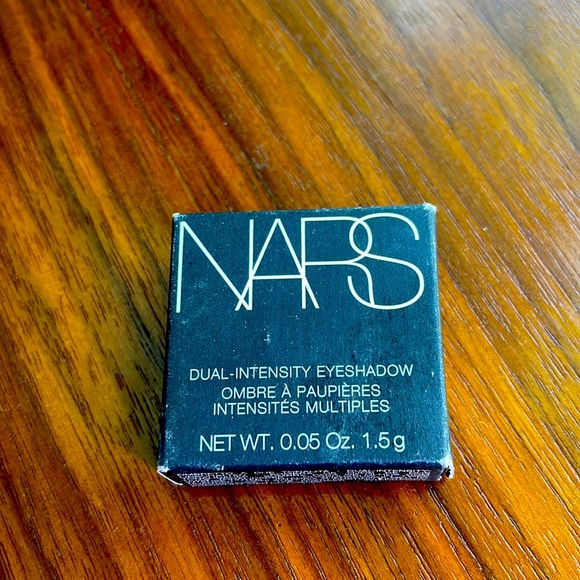 NARS
DUAL-INTENSITY EYESHADOW
OMBRE À PAUPIÈRES
INTENSITÉS MULTIPLES
NET WT. 0.05 Oz. 1.5 g